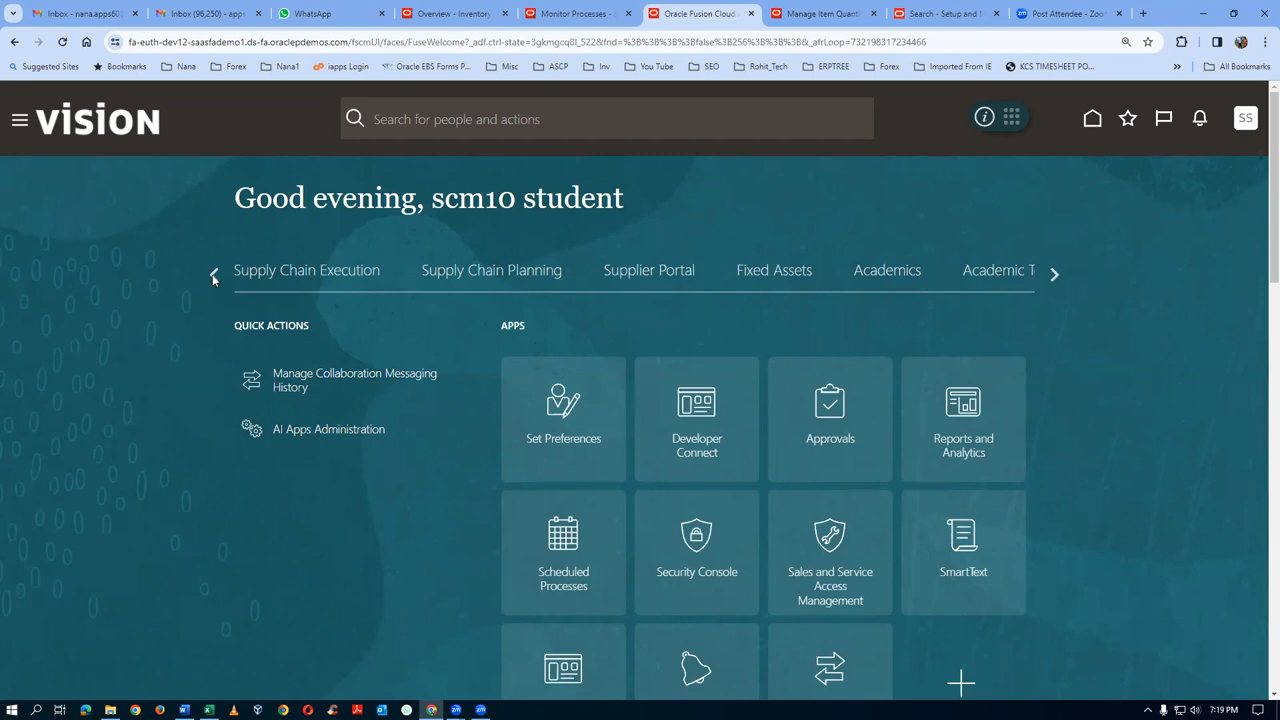 Inbox - nana.apps60
Inbox (96,250) - apps
WhatsApp
Overview - Inventory
Monitor Processes - S
Oracle Fusion Cloud A
Manage Item Quanti
Search - Setup and M
Post Attendee - Zoo
fa-euth-dev12-saasfademo1.ds-fa.oraclepdemos.com/fscmUI/faces/FuseWelcome?_adf.ctrl-state=3gkmgcq8l_522&fnd=%3B%3B%3B%3Bfalse%3B256%3B%3B%3B&_afrLoop=732198317234466
Suggested Sites
Bookmarks
Nana
Forex
Nana1
iapps Login
Oracle EBS Forms P...
Misc
ASCP
Inv
You Tube
SEO
Rohit_Tech
ERPTREE
Forex
Imported From IE
KCS TIMESHEET PO...
»
All Bookmarks
VISION
Search for people and actions
SS
Good evening, scm10 student
Supply Chain Execution
Supply Chain Planning
Supplier Portal
Fixed Assets
Academics
Academic T
QUICK ACTIONS
APPS
Manage Collaboration Messaging
History
AI Apps Administration
Set Preferences
Developer
Connect
Approvals
Reports and
Analytics
Scheduled
Processes
Security Console
Sales and Service
Access
Management
SmartText
7:19 PM